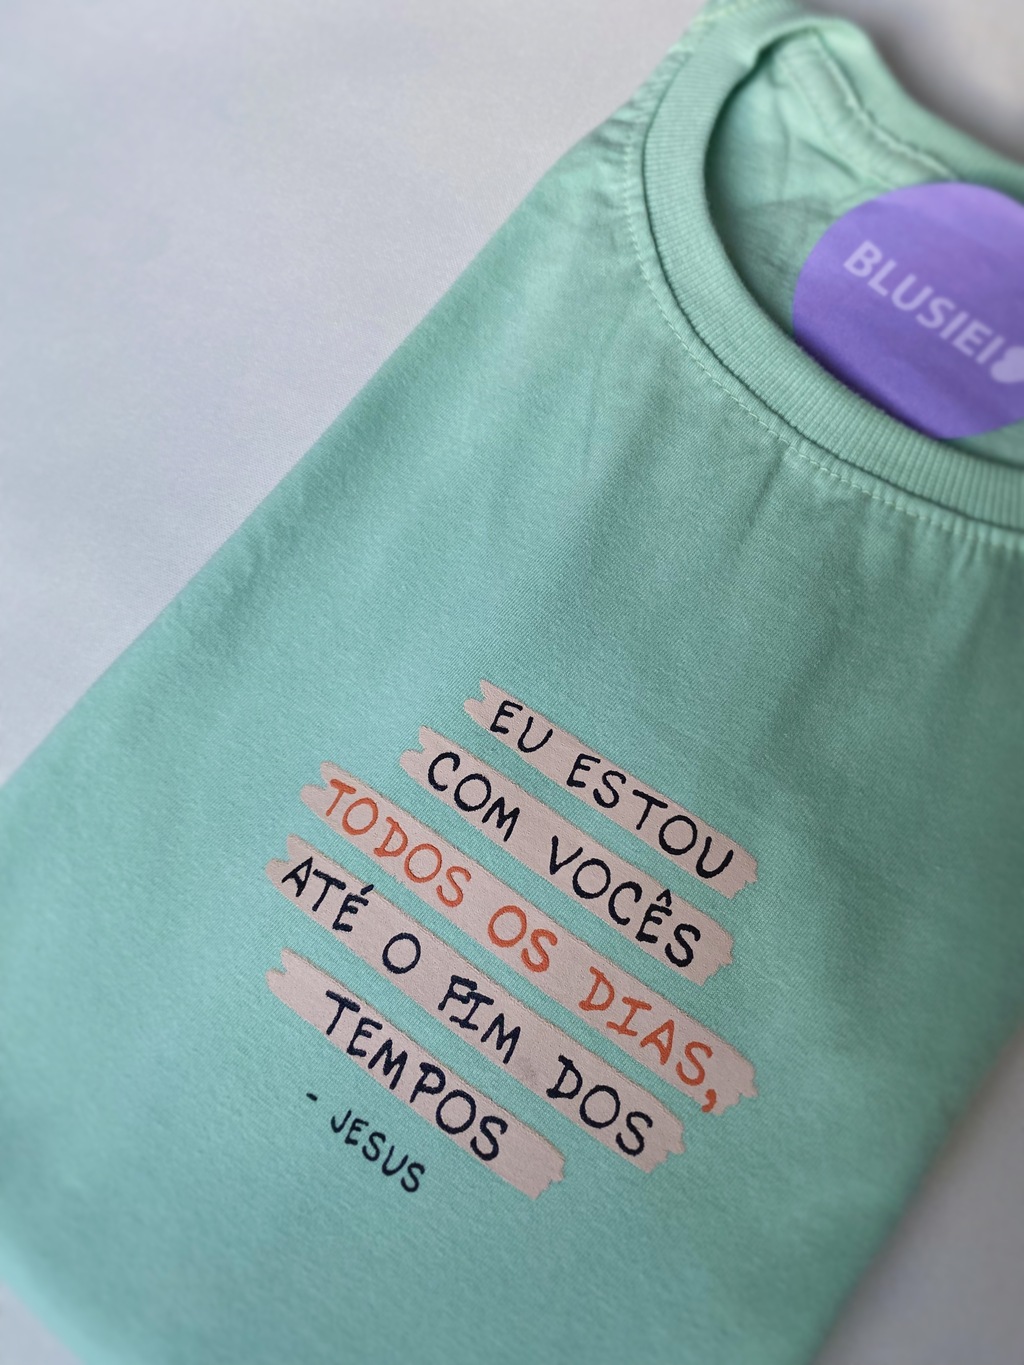 BLUSIEI
EU ESTOU
COM VOCÊS
TODOS OS DIAS,
ATÉ O FIM DOS
TEMPOS
- JESUS